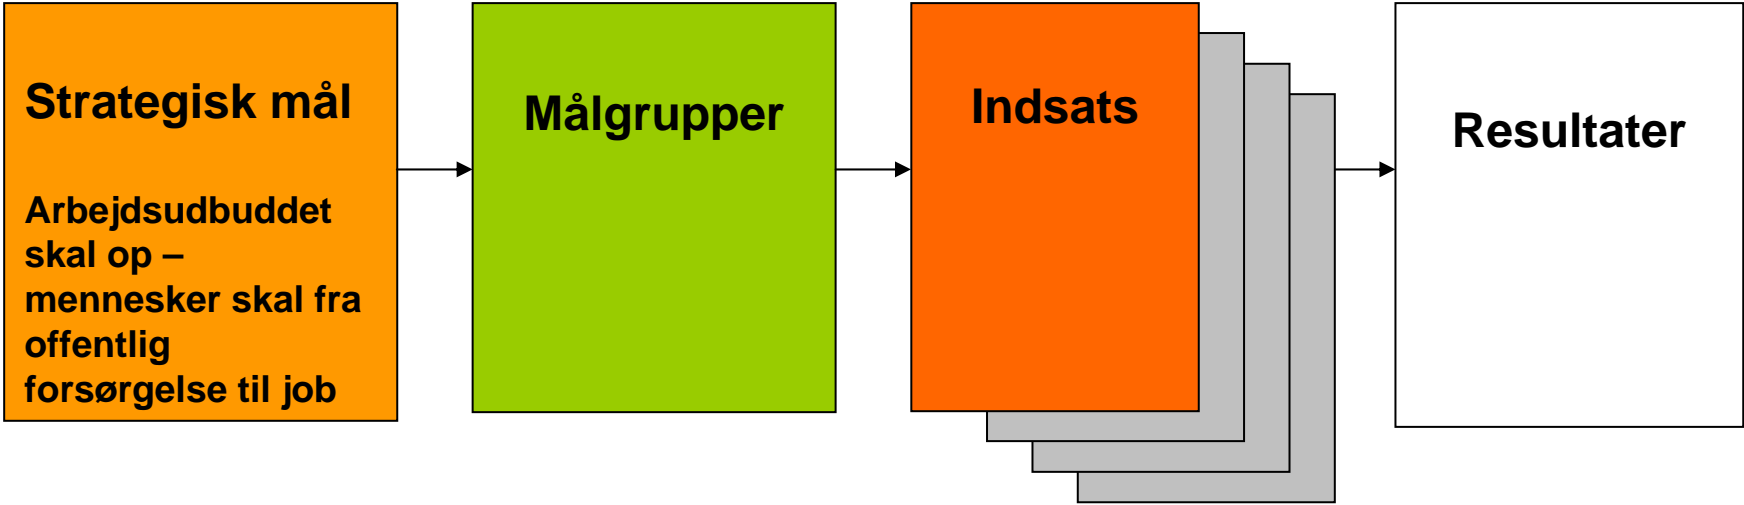 Strategisk mål
Arbejdsudbuddet
skal op –
mennesker skal fra
offentlig
forsørgelse til job
Målgrupper
Indsats
Resultater